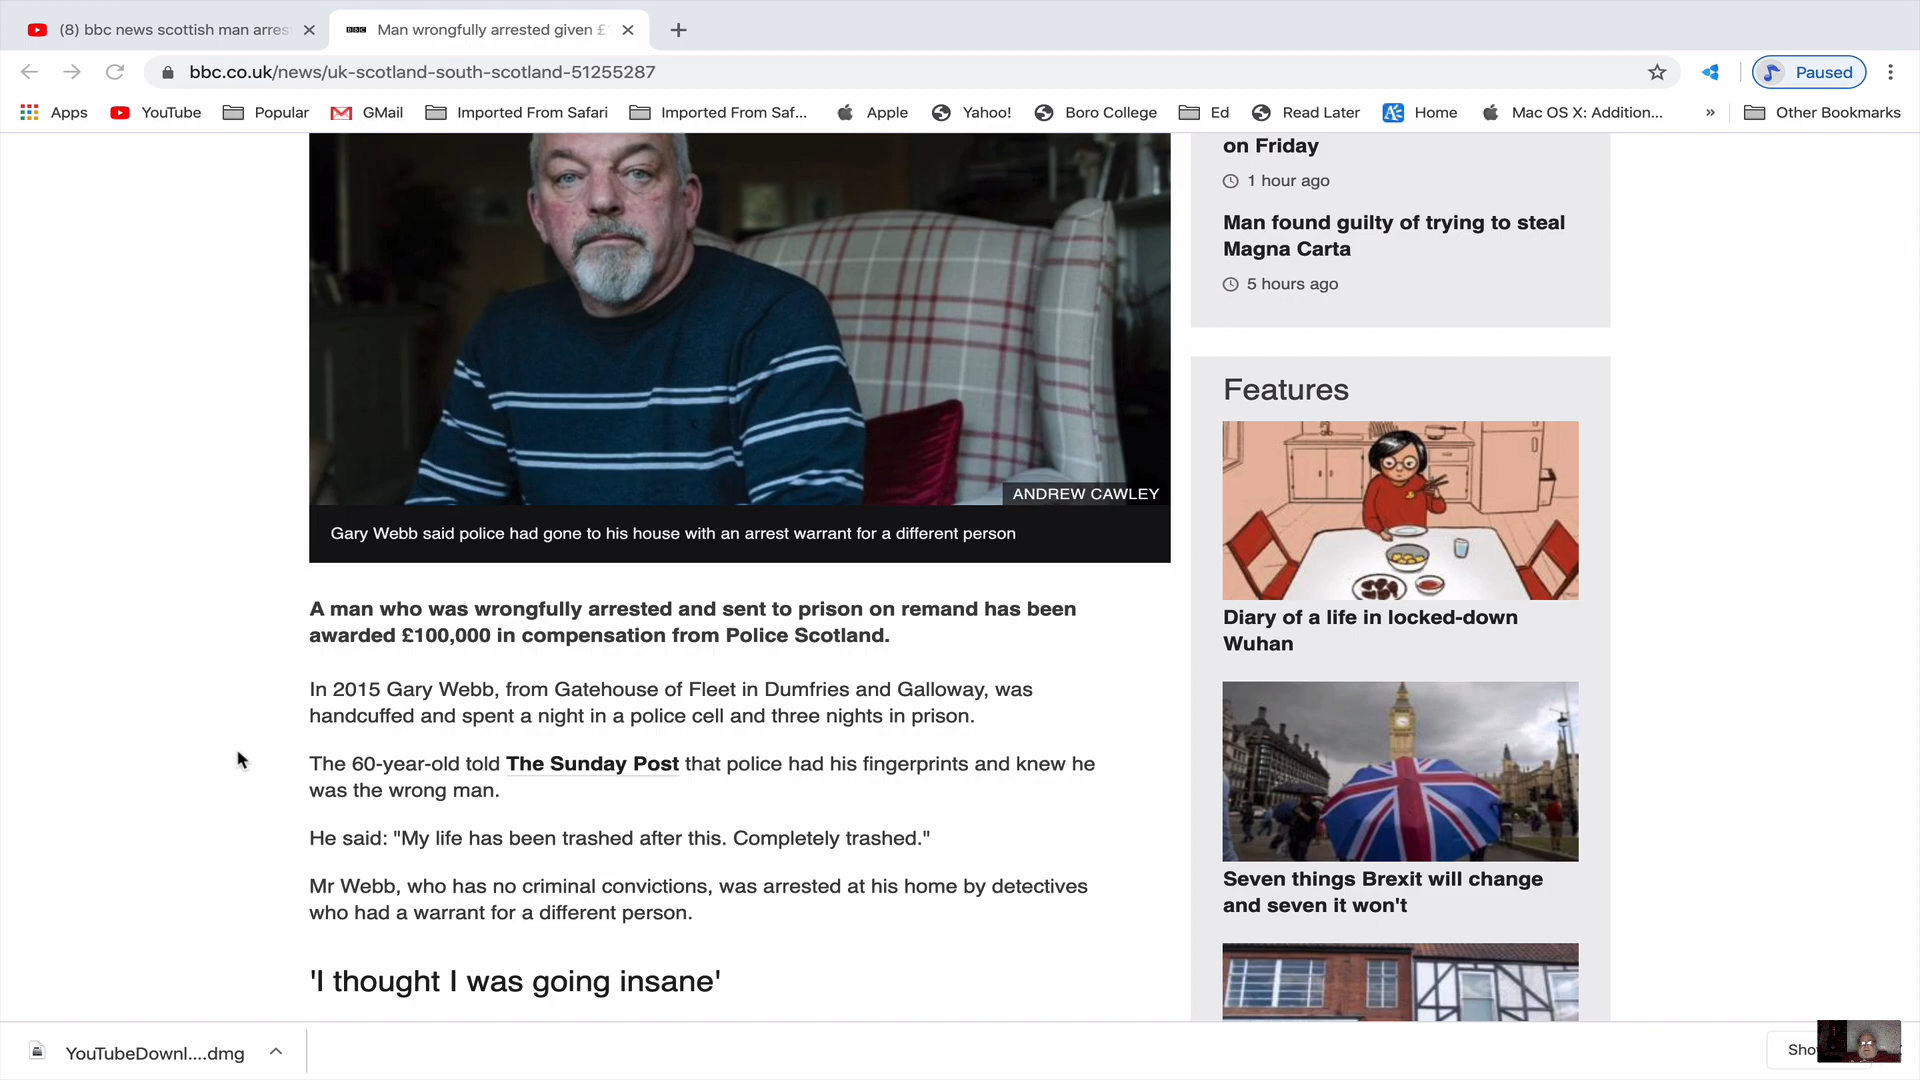 (8) bbc news scottish man arres
BBC Man wrongfully arrested given £
bbc.co.uk/news/uk-scotland-south-scotland-51255287
Paused
Apps YouTube Popular GMail Imported From Safari Imported From Saf... Apple Yahoo! Boro College Ed Read Later Home Mac OS X: Addition... » Other Bookmarks
ANDREW CAWLEY
Gary Webb said police had gone to his house with an arrest warrant for a different person
A man who was wrongfully arrested and sent to prison on remand has been
awarded £100,000 in compensation from Police Scotland.
In 2015 Gary Webb, from Gatehouse of Fleet in Dumfries and Galloway, was
handcuffed and spent a night in a police cell and three nights in prison.
The 60-year-old told The Sunday Post that police had his fingerprints and knew he
was the wrong man.
He said: "My life has been trashed after this. Completely trashed."
Mr Webb, who has no criminal convictions, was arrested at his home by detectives
who had a warrant for a different person.
'I thought I was going insane'
on Friday
1 hour ago
Man found guilty of trying to steal
Magna Carta
5 hours ago
Features
Diary of a life in locked-down
Wuhan
Seven things Brexit will change
and seven it won't
YouTubeDownl....dmg
Sho